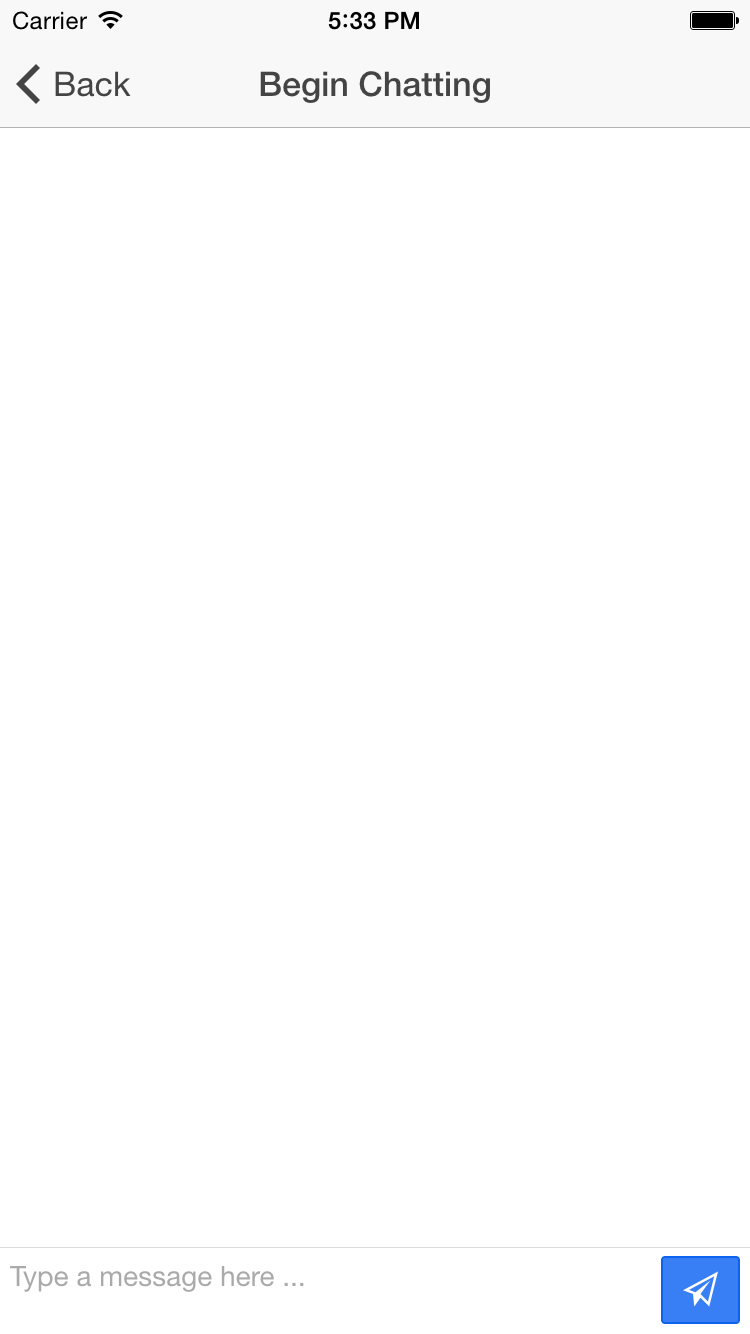 Carrier 5:33 PM
Back Begin Chatting
Type a message here ...